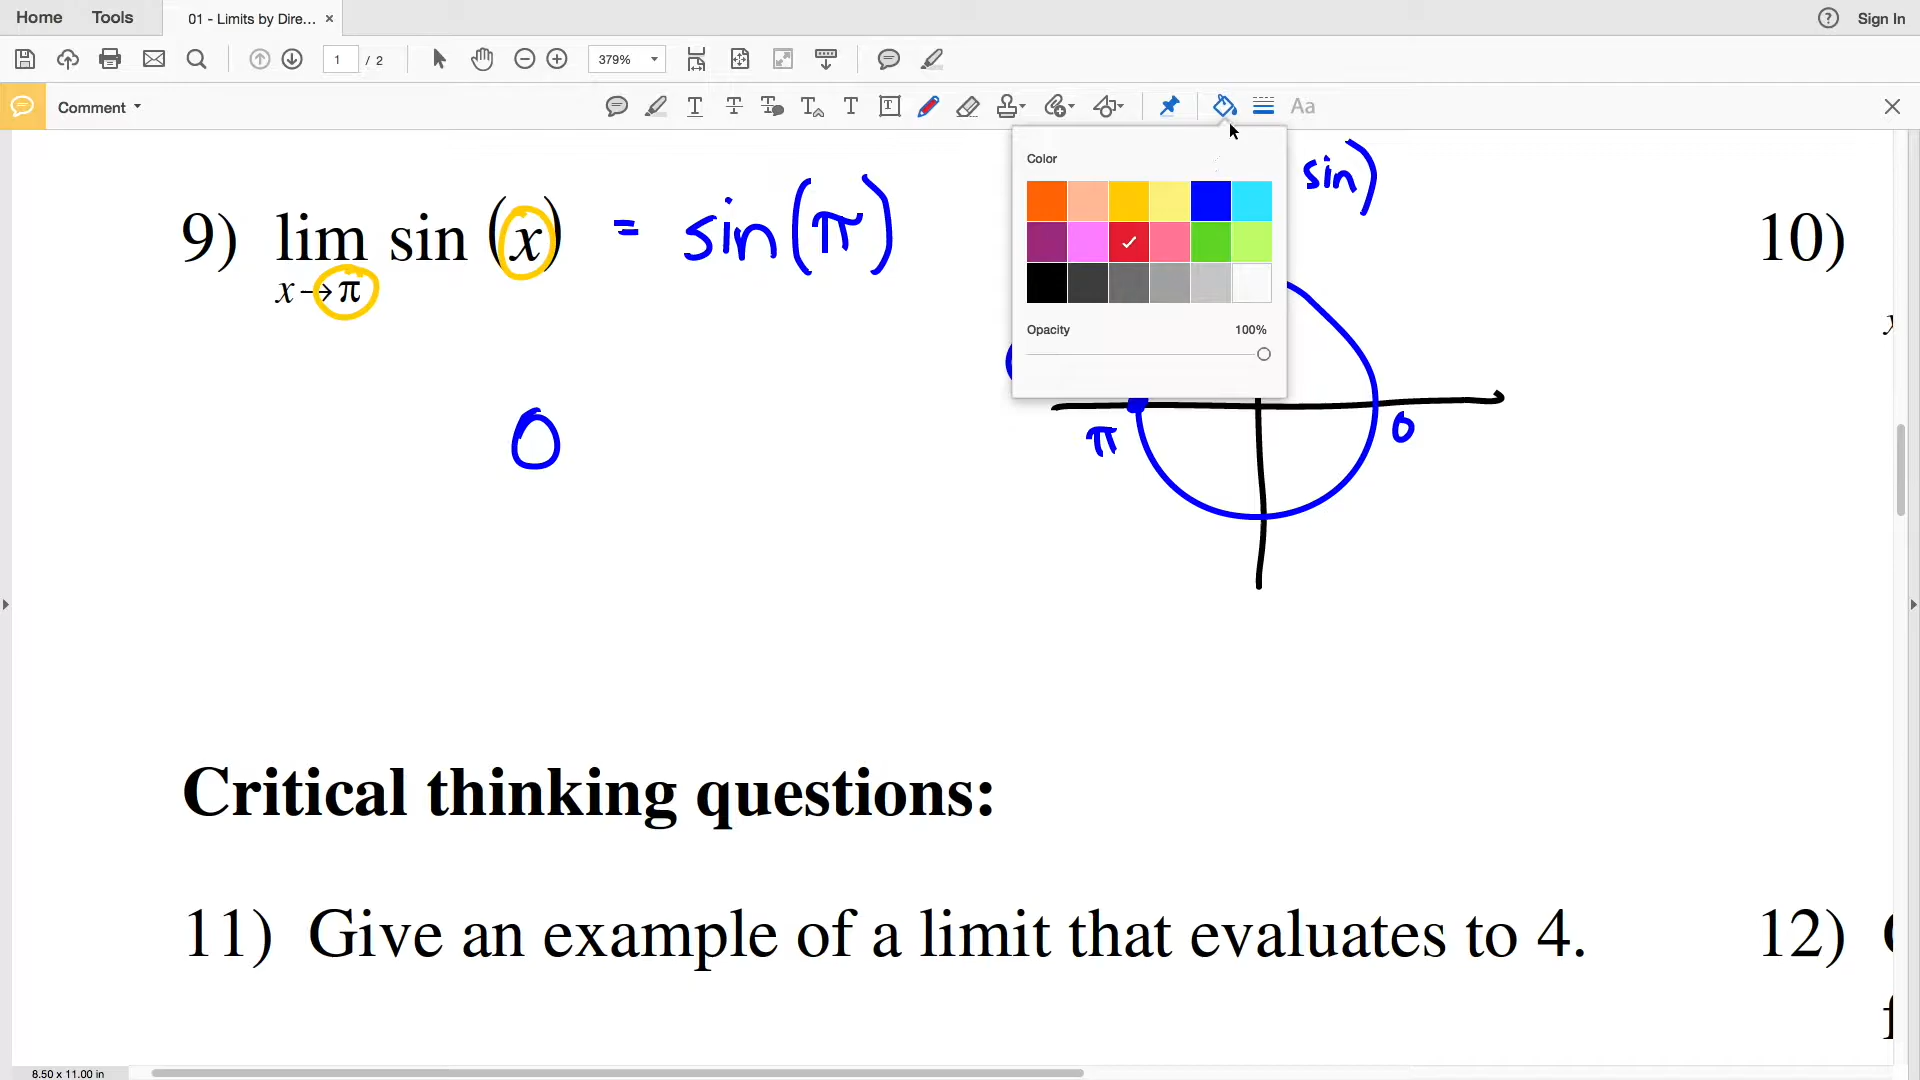 Home Tools 01 - Limits by Dire... × ? Sign In
1 / 2 379%
Comment Aa
Color
Opacity 100%
sin)
9) lim sin (x) = sin(π)
x→π
10)
x
0
π 0
Critical thinking questions:
11) Give an example of a limit that evaluates to 4.
12)
8.50 x 11.00 in